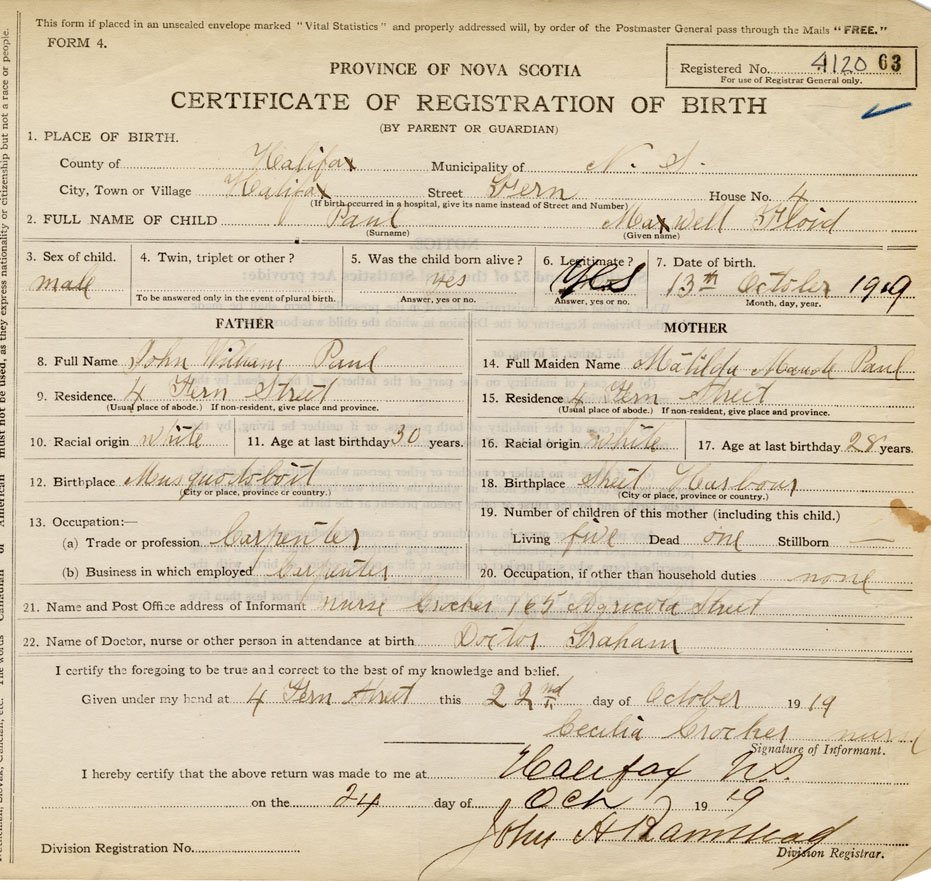 This form if placed in an unsealed envelope marked "Vital Statistics" and properly addressed will, by order of the Postmaster General pass through the Mails "FREE."
FORM 4.
Registered No. 4120 63
For use of Registrar General only.
PROVINCE OF NOVA SCOTIA
CERTIFICATE OF REGISTRATION OF BIRTH
(BY PARENT OR GUARDIAN)
1. PLACE OF BIRTH.
County of Halifax Municipality of N. S.
City, Town or Village Halifax Street Fern House No. 4
(If birth occurred in a hospital, give its name instead of Street and Number)
2. FULL NAME OF CHILD Paul Maxwell Floid
(Surname) (Given name)
3. Sex of child. 4. Twin, triplet or other? 5. Was the child born alive? 6. Legitimate? 7. Date of birth.
male yes Yes 13th October 1919
To be answered only in the event of plural birth. Answer, yes or no. Answer, yes or no. Month, day, year.
FATHER MOTHER
8. Full Name John William Paul 14. Full Maiden Name Matilda Maude Paul
9. Residence. 4 Fern Street 15. Residence 4 Fern Street
(Usual place of abode.) If non-resident, give place and province. (Usual place of abode.) If non-resident, give place and province.
10. Racial origin white 11. Age at last birthday 30 years. 16. Racial origin white 17. Age at last birthday 28 years.
12. Birthplace Musquodoboit 18. Birthplace Sheet Harbour
(City or place, province or country.) (City or place, province or country.)
13. Occupation:— 19. Number of children of this mother (including this child.)
(a) Trade or profession Carpenter Living five Dead one Stillborn —
(b) Business in which employed Carpenter 20. Occupation, if other than household duties none
21. Name and Post Office address of Informant nurse Crocker 165 Agricola Street
22. Name of Doctor, nurse or other person in attendance at birth Doctor Graham
I certify the foregoing to be true and correct to the best of my knowledge and belief.
Given under my hand at 4 Fern Street this 22nd day of October 1919
Cecilia Crocker nurse
Signature of Informant.
I hereby certify that the above return was made to me at Halifax N.S.
on the 24 day of Oct 1919
John A
Division Registrar.
Division Registration No.